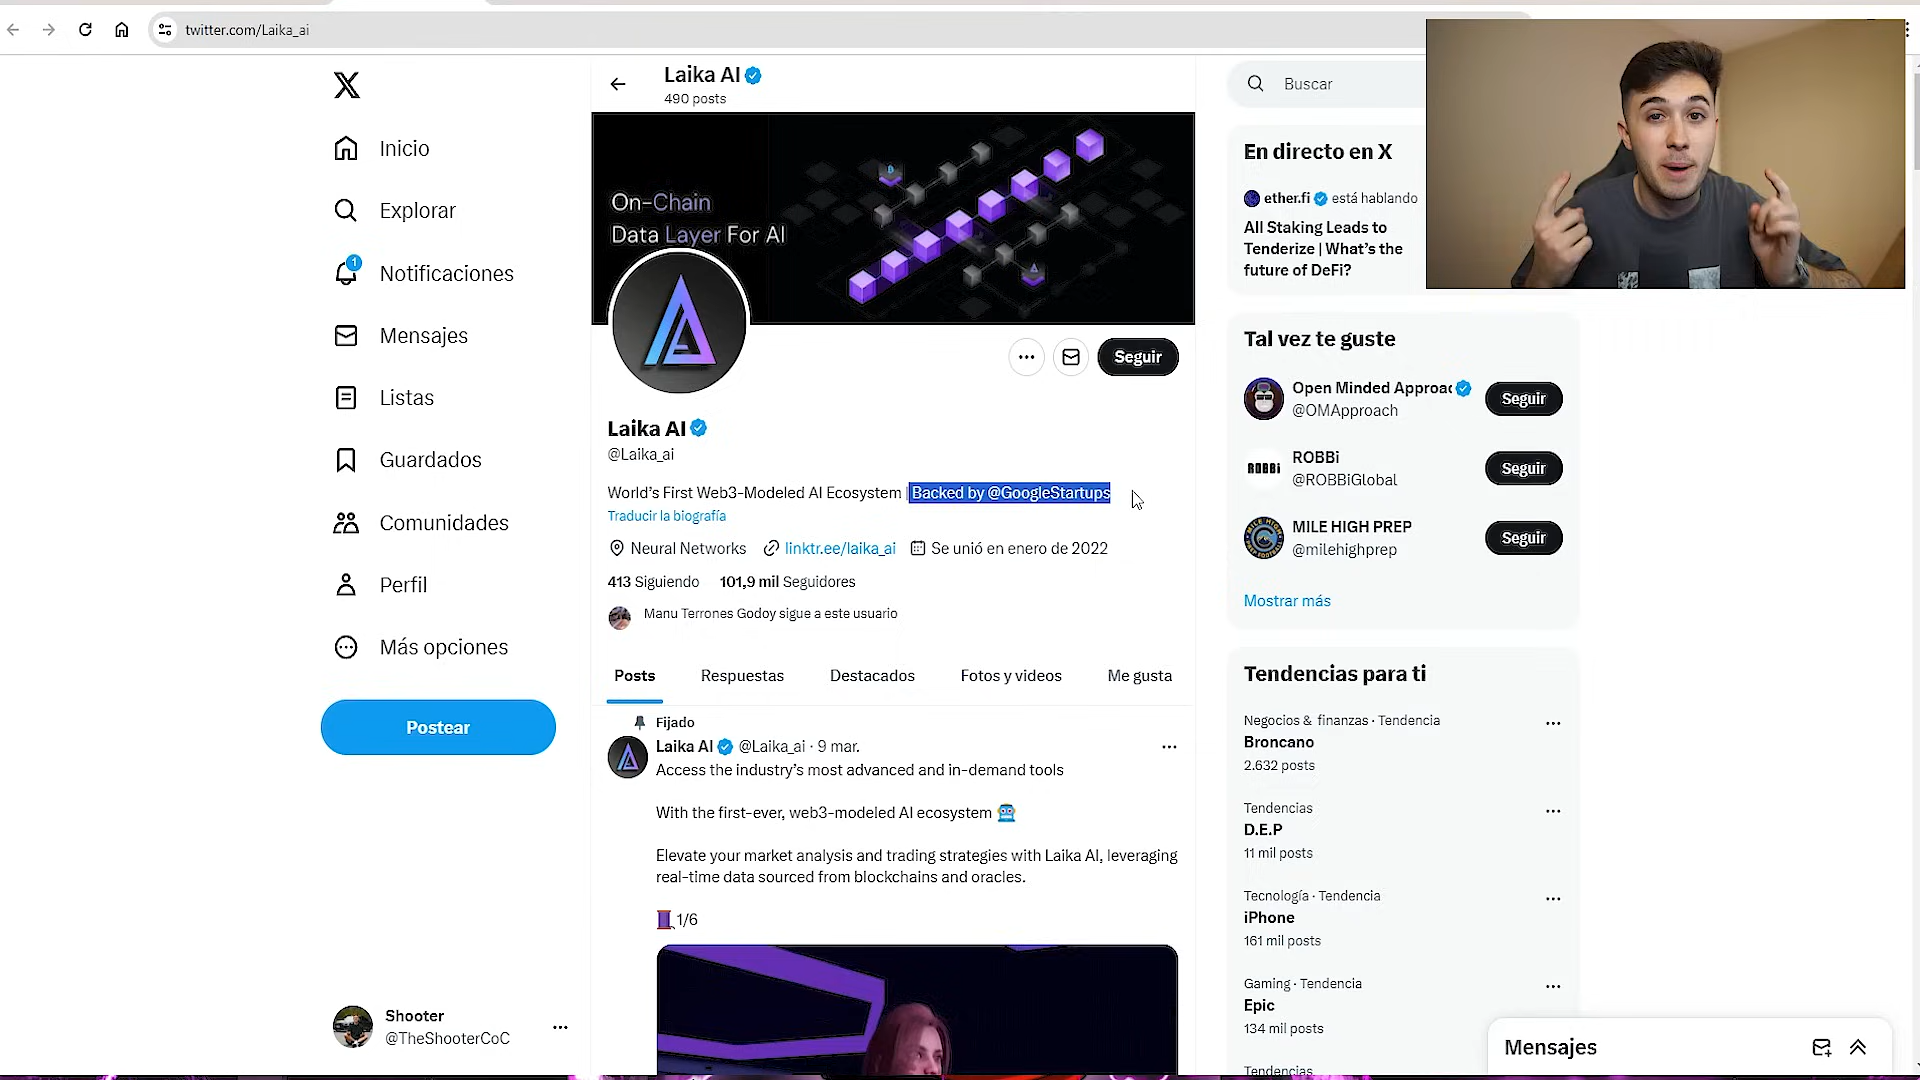 twitter.com/Laika_ai
Inicio
Explorar
1
Notificaciones
Mensajes
Listas
Guardados
Comunidades
Perfil
Más opciones
Postear
Shooter
@TheShooterCoC
Laika AI
490 posts
On-Chain
Data Layer For AI
Seguir
Laika AI
@Laika_ai
World's First Web3-Modeled AI Ecosystem | Backed by @GoogleStartups
Traducir la biografía
Neural Networks linktr.ee/laika_ai Se unió en enero de 2022
413 Siguiendo 101,9 mil Seguidores
Manu Terrones Godoy sigue a este usuario
Posts Respuestas Destacados Fotos y videos Me gusta
Fijado
Laika AI @Laika_ai · 9 mar.
Access the industry's most advanced and in-demand tools
With the first-ever, web3-modeled AI ecosystem
Elevate your market analysis and trading strategies with Laika AI, leveraging
real-time data sourced from blockchains and oracles.
1/6
Buscar
En directo en X
ether.fi está hablando
All Staking Leads to
Tenderize | What's the
future of DeFi?
Tal vez te guste
Open Minded Approac
@OMApproach
Seguir
ROBBi
ROBBi
@ROBBiGlobal
Seguir
MILE HIGH PREP
@milehighprep
Seguir
Mostrar más
Tendencias para ti
Negocios & finanzas · Tendencia
Broncano
2.632 posts
Tendencias
D.E.P
11 mil posts
Tecnología · Tendencia
iPhone
161 mil posts
Gaming · Tendencia
Epic
134 mil posts
Tendencias
Mensajes